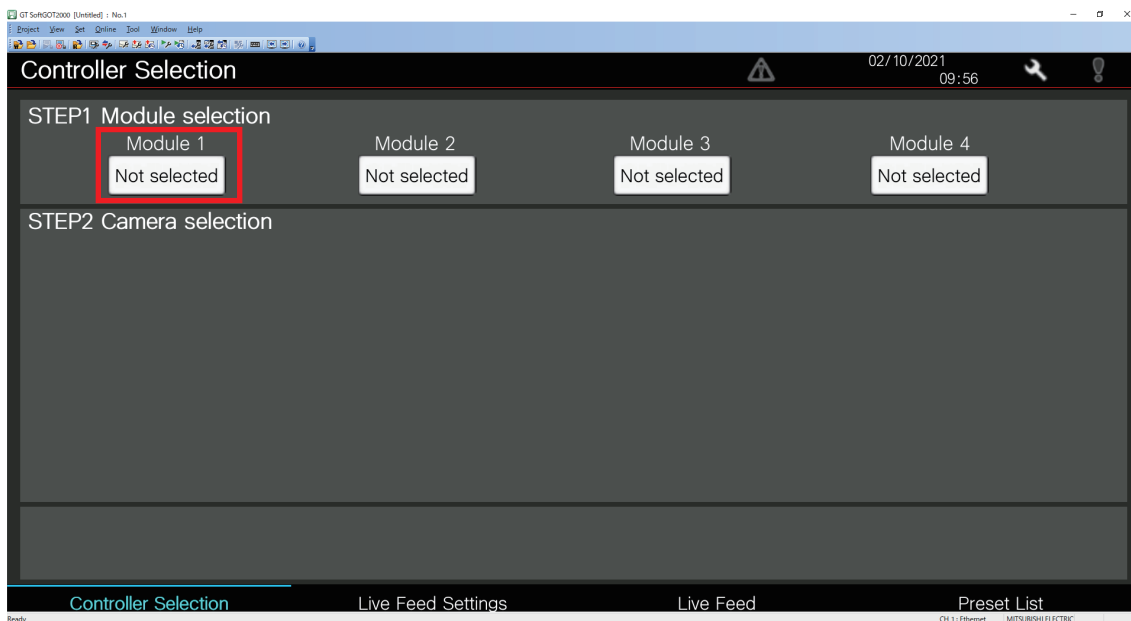 GT SoftGOT2000 [Untitled] : No.1
Project View Set Online Tool Window Help
Controller Selection
02/10/2021
09:56
STEP1 Module selection
Module 1 Module 2 Module 3 Module 4
Not selected Not selected Not selected Not selected
STEP2 Camera selection
Controller Selection Live Feed Settings Live Feed Preset List
Ready CH 1 : Ethernet MITSUBISHI ELECTRIC